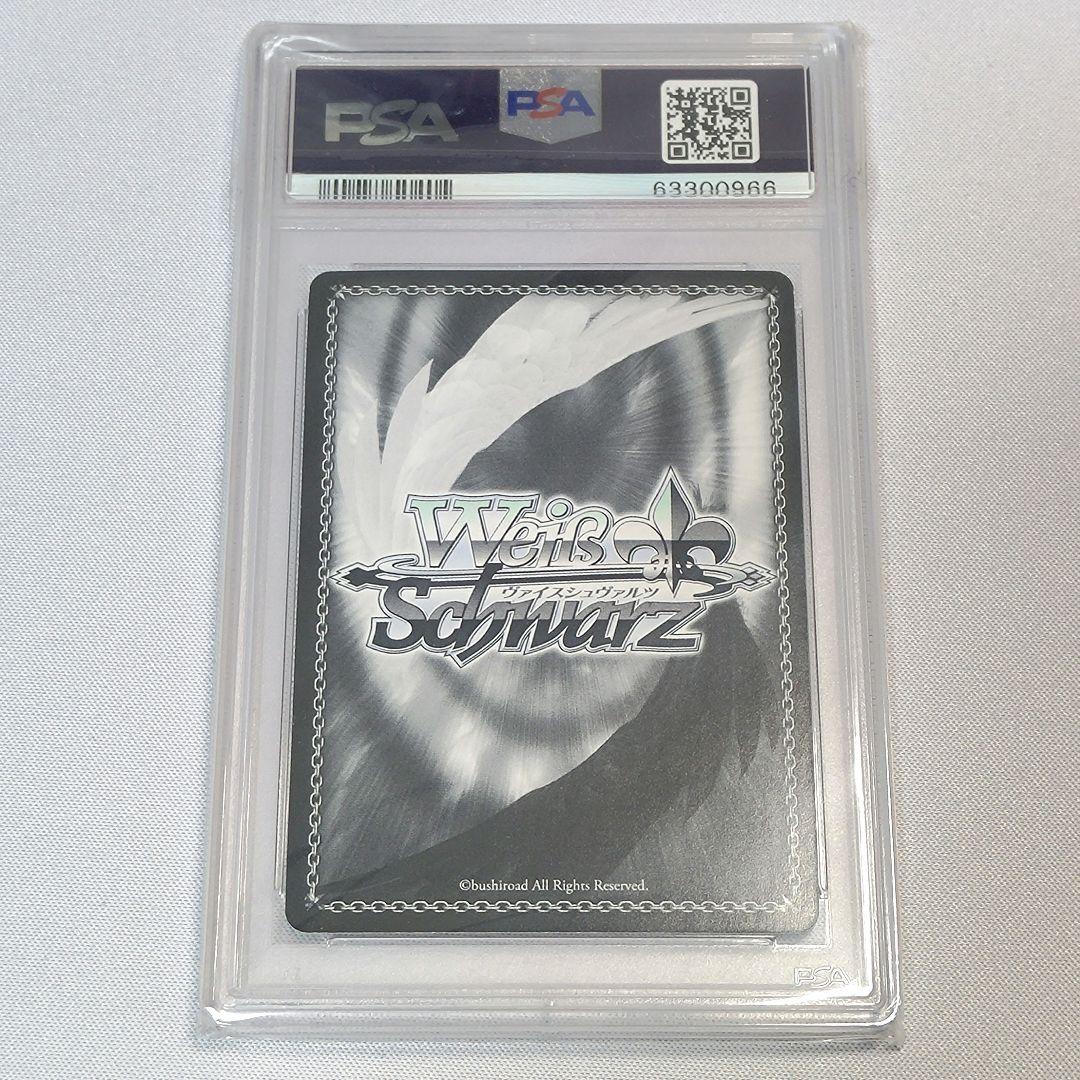 PSA
PSA
63300966
Weiß
ヴァイスシュヴァルツ
Schwarz
©bushiroad All Rights Reserved.
PSA